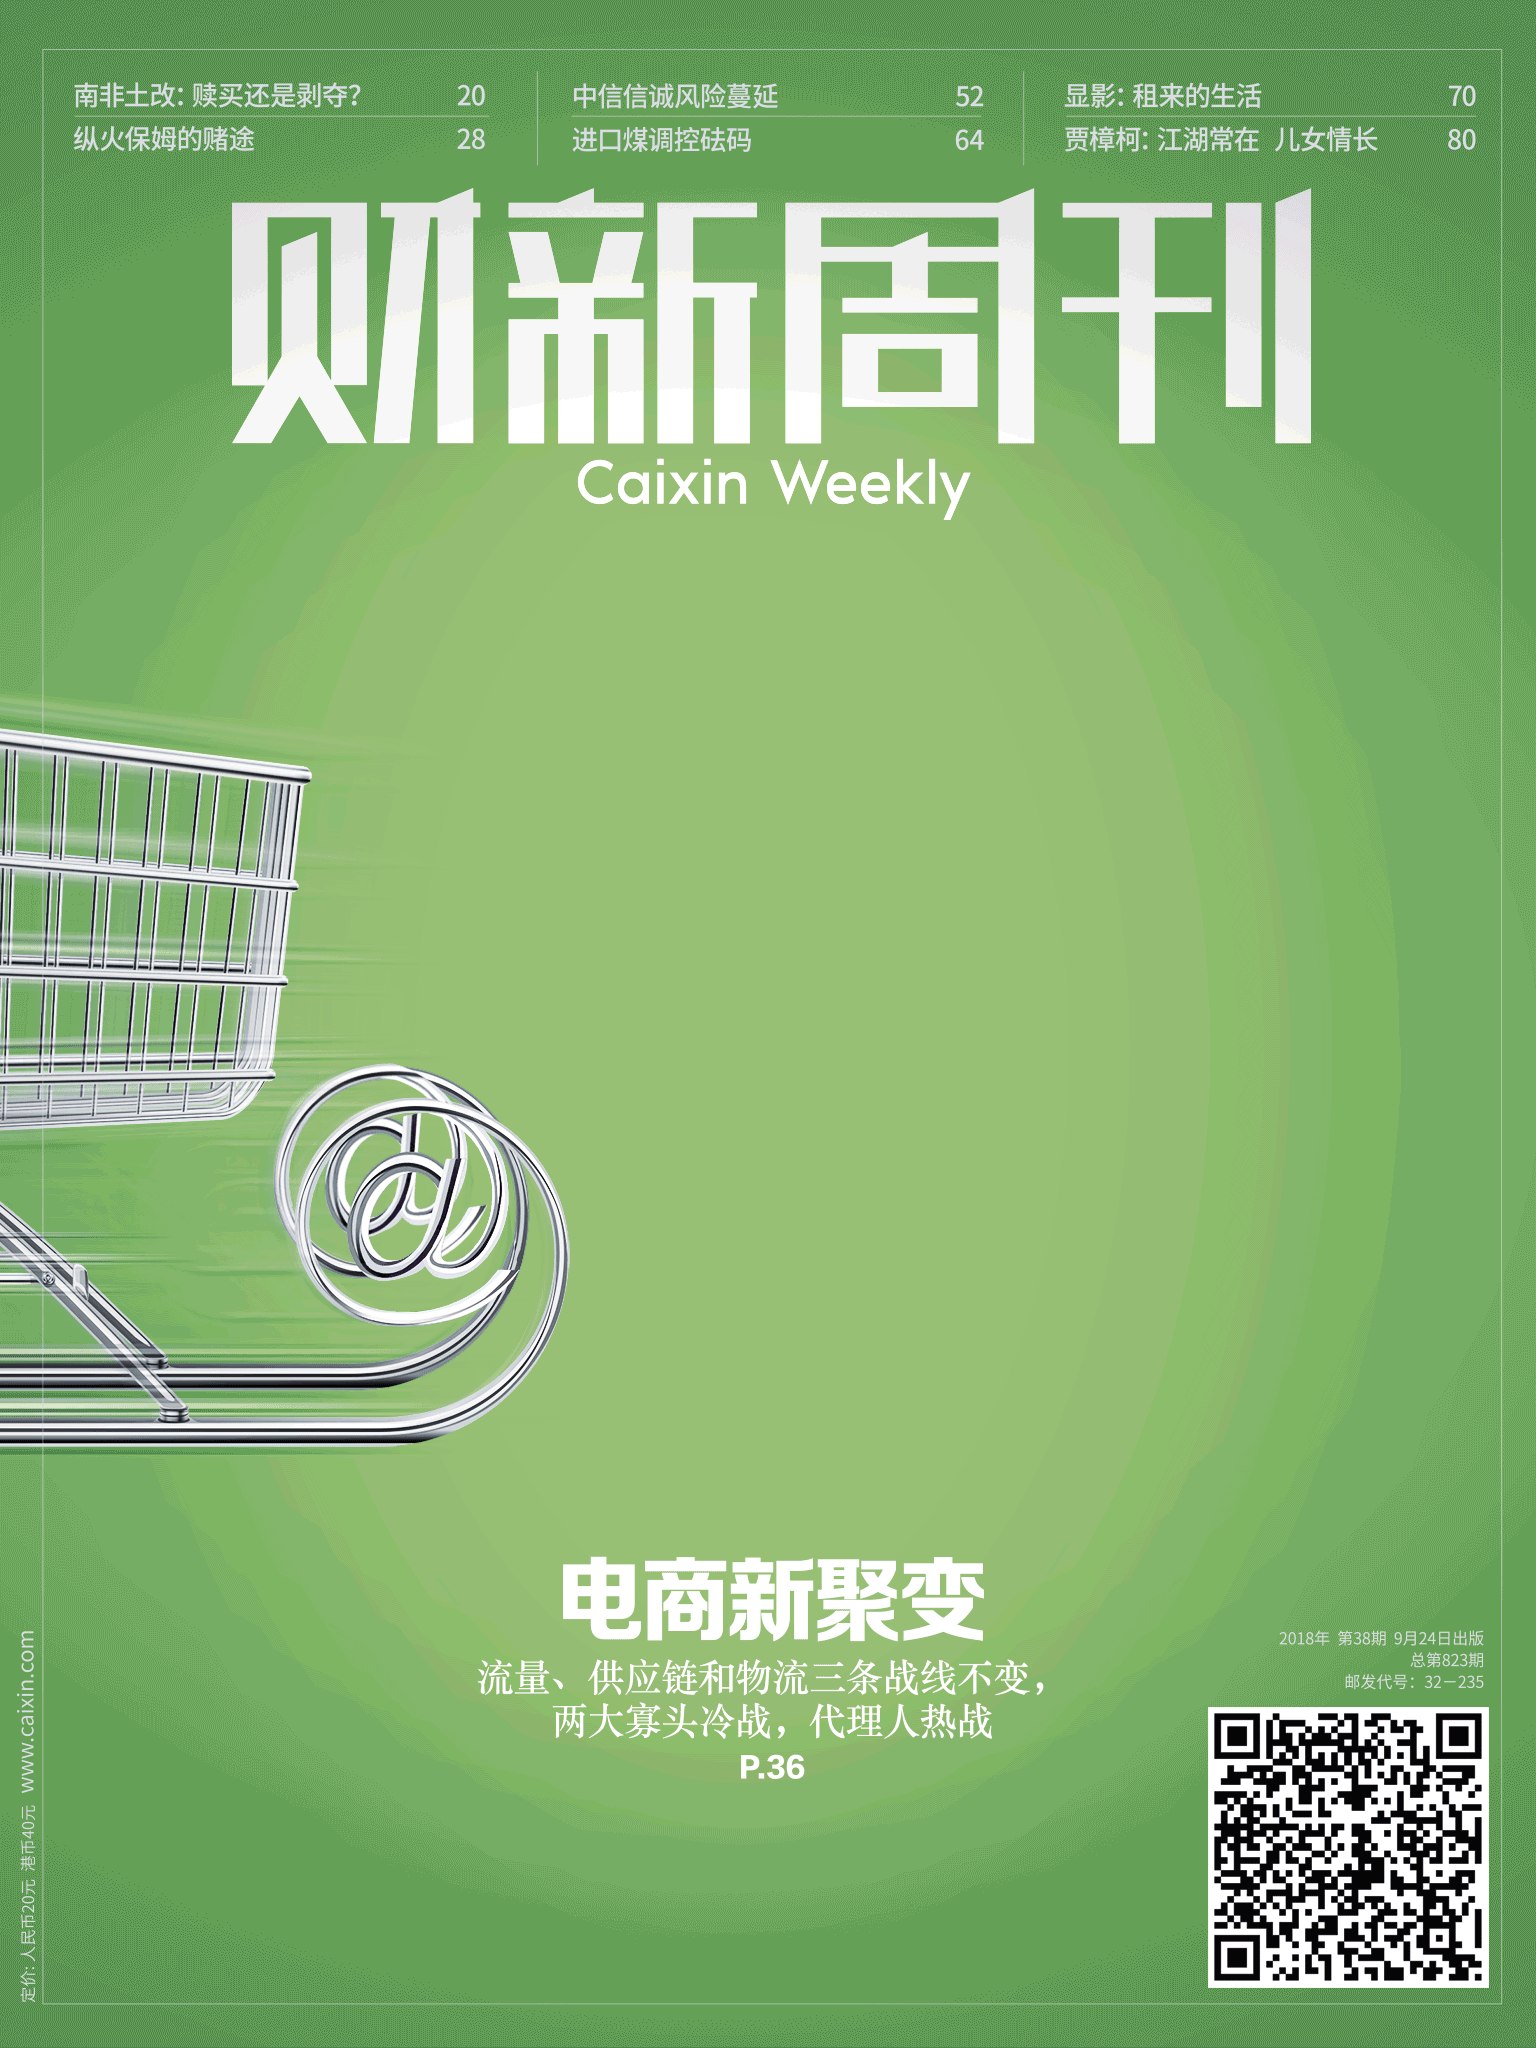 南非土改：赎买还是剥夺？ 20
纵火保姆的赌途 28
中信信诚风险蔓延 52
进口煤调控砝码 64
显影：租来的生活 70
贾樟柯：江湖常在 儿女情长 80
财新周刊
Caixin Weekly
@
@
电商新聚变
流量、供应链和物流三条战线不变，
两大寡头冷战，代理人热战
P.36
2018年 第38期 9月24日出版
总第823期
邮发代号：32－235
定价：人民币20元 港币40元 www.caixin.com